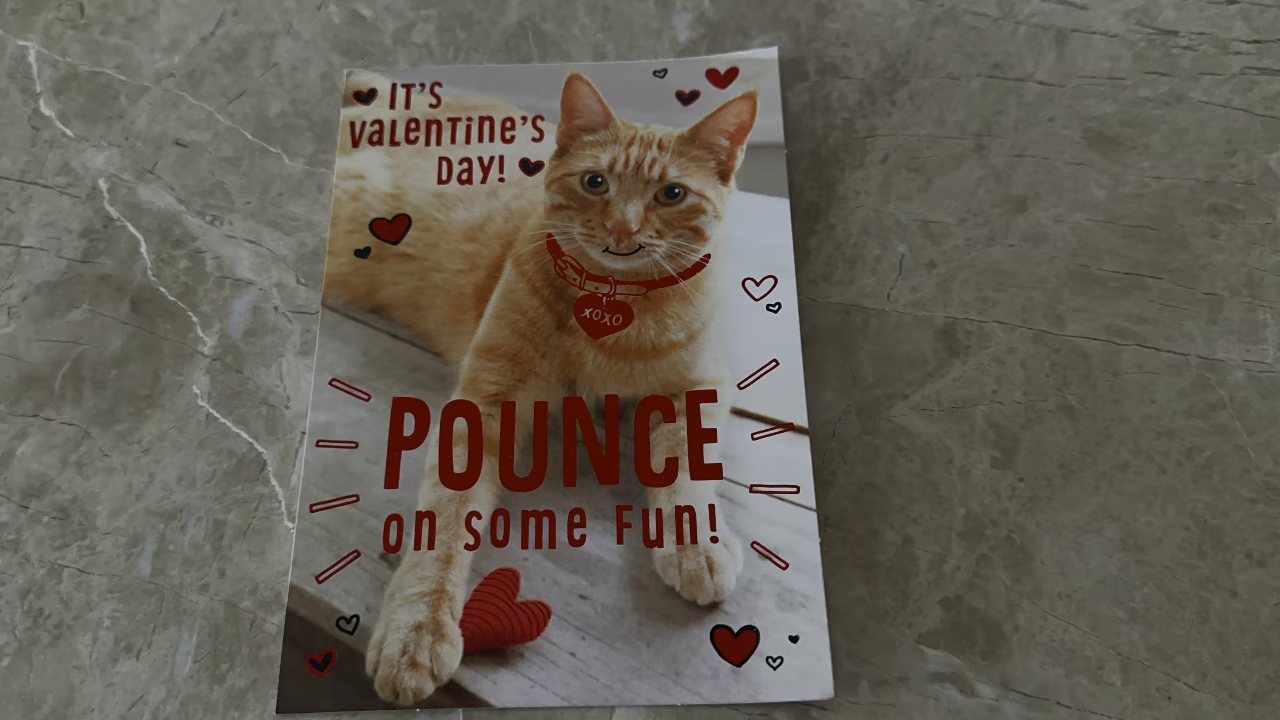 IT'S
VALENTINE'S
DAY!
XOXO
POUNCE
on some Fun!